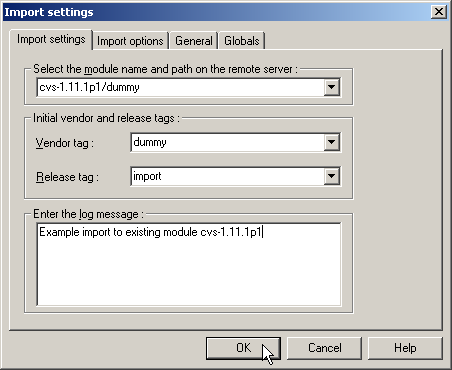 Import settings
Import settings Import options General Globals
Select the module name and path on the remote server :
cvs-1.11.1p1/dummy
Initial vendor and release tags :
Vendor tag : dummy
Release tag : import
Enter the log message :
Example import to existing module cvs-1.11.1p1
OK Cancel Help